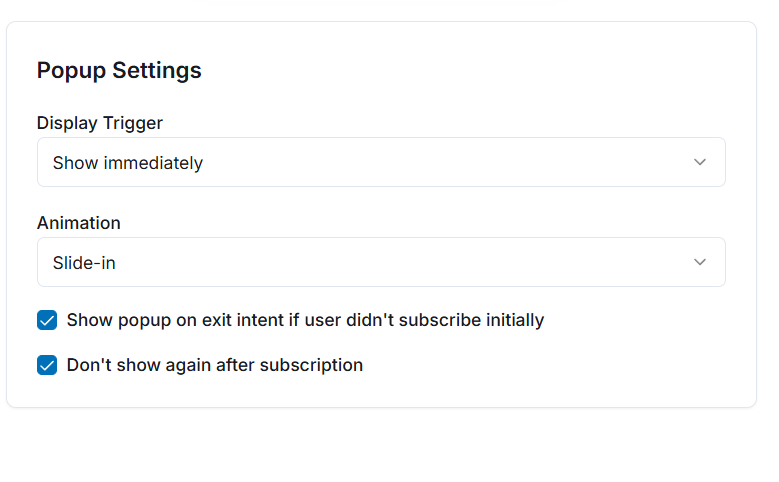 Popup Settings
Display Trigger
Show immediately
Animation
Slide-in
Show popup on exit intent if user didn't subscribe initially
Don't show again after subscription